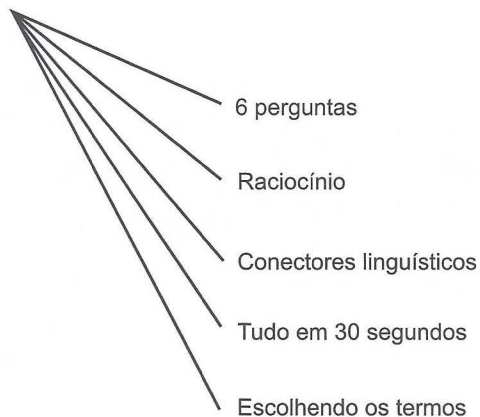 6 perguntas
Raciocínio
Conectores linguísticos
Tudo em 30 segundos
Escolhendo os termos